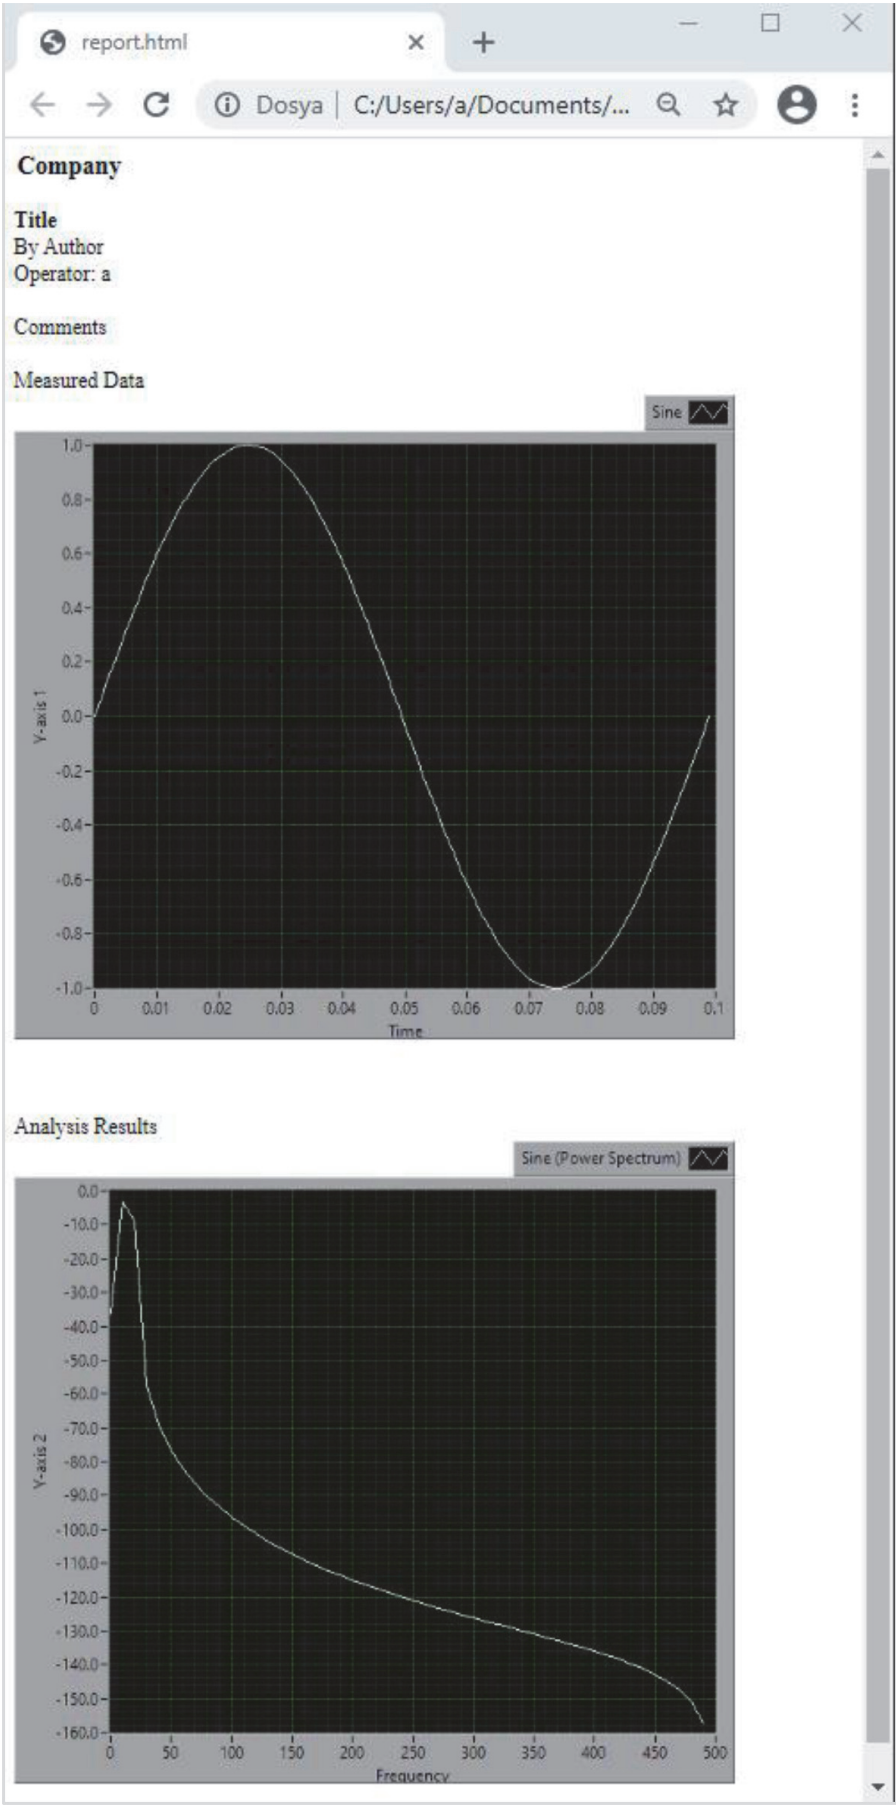 report.html
Dosya | C:/Users/a/Documents/...
Company
Title
By Author
Operator: a
Comments
Measured Data
Sine
1.0
0.8
0.6
0.4
0.2
0.0
-0.2
-0.4
-0.6
-0.8
-1.0
Y-axis 1
0 0.01 0.02 0.03 0.04 0.05 0.06 0.07 0.08 0.09 0.1
Time
Analysis Results
Sine (Power Spectrum)
0.0
-10.0
-20.0
-30.0
-40.0
-50.0
-60.0
-70.0
-80.0
-90.0
-100.0
-110.0
-120.0
-130.0
-140.0
-150.0
-160.0
Y-axis 2
0 50 100 150 200 250 300 350 400 450 500
Frequency